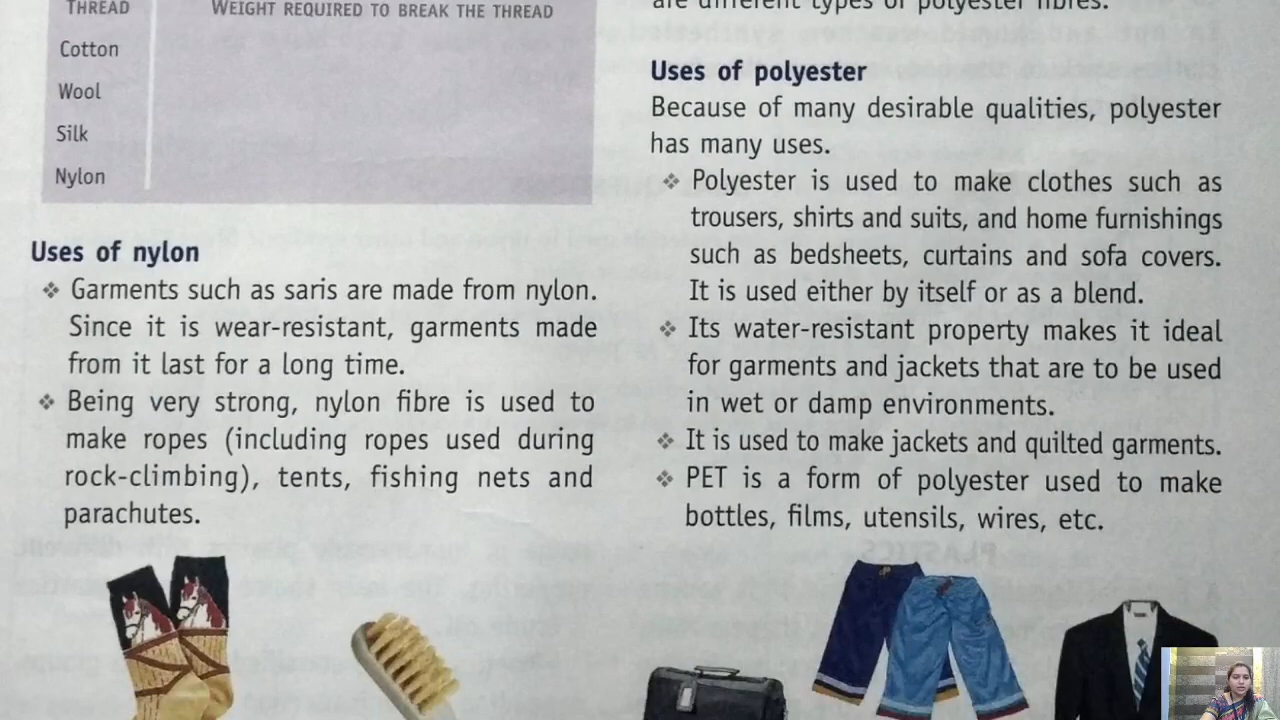 THREAD WEIGHT REQUIRED TO BREAK THE THREAD
Cotton
Wool
Silk
Nylon
Uses of nylon
❖ Garments such as saris are made from nylon.
Since it is wear-resistant, garments made
from it last for a long time.
❖ Being very strong, nylon fibre is used to
make ropes (including ropes used during
rock-climbing), tents, fishing nets and
parachutes.
are different types of polyester fibres.
Uses of polyester
Because of many desirable qualities, polyester
has many uses.
❖ Polyester is used to make clothes such as
trousers, shirts and suits, and home furnishings
such as bedsheets, curtains and sofa covers.
It is used either by itself or as a blend.
❖ Its water-resistant property makes it ideal
for garments and jackets that are to be used
in wet or damp environments.
❖ It is used to make jackets and quilted garments.
❖ PET is a form of polyester used to make
bottles, films, utensils, wires, etc.